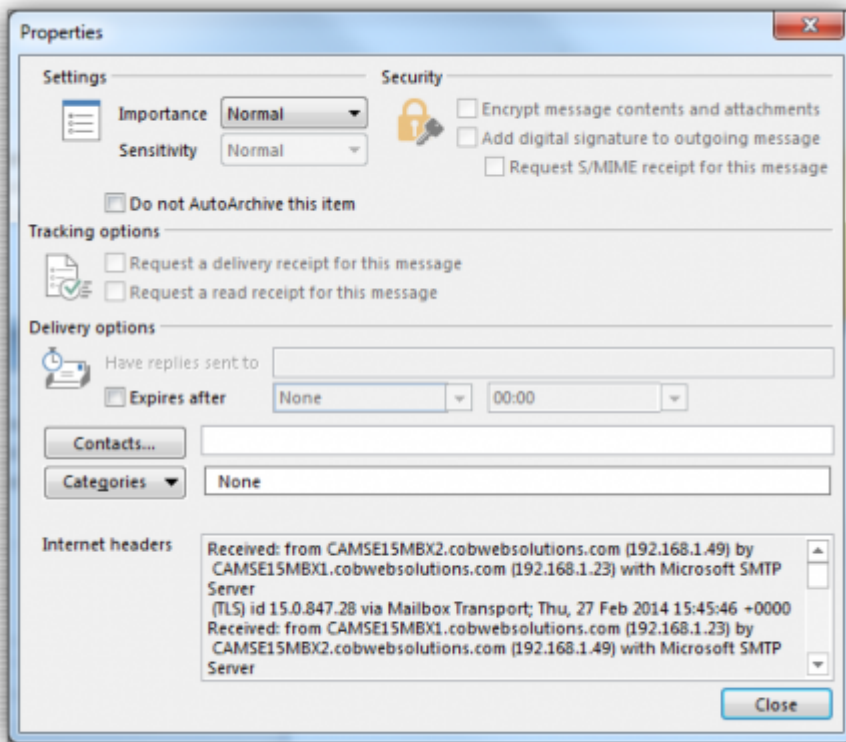 Properties
Settings
Security
Importance Normal
Encrypt message contents and attachments
Sensitivity Normal
Add digital signature to outgoing message
Request S/MIME receipt for this message
Do not AutoArchive this item
Tracking options
Request a delivery receipt for this message
Request a read receipt for this message
Delivery options
Have replies sent to
Expires after None 00:00
Contacts...
Categories None
Internet headers
Received: from CAMSE15MBX2.cobwebsolutions.com (192.168.1.49) by
CAMSE15MBX1.cobwebsolutions.com (192.168.1.23) with Microsoft SMTP
Server
(TLS) id 15.0.847.28 via Mailbox Transport; Thu, 27 Feb 2014 15:45:46 +0000
Received: from CAMSE15MBX1.cobwebsolutions.com (192.168.1.23) by
CAMSE15MBX2.cobwebsolutions.com (192.168.1.49) with Microsoft SMTP
Server
Close